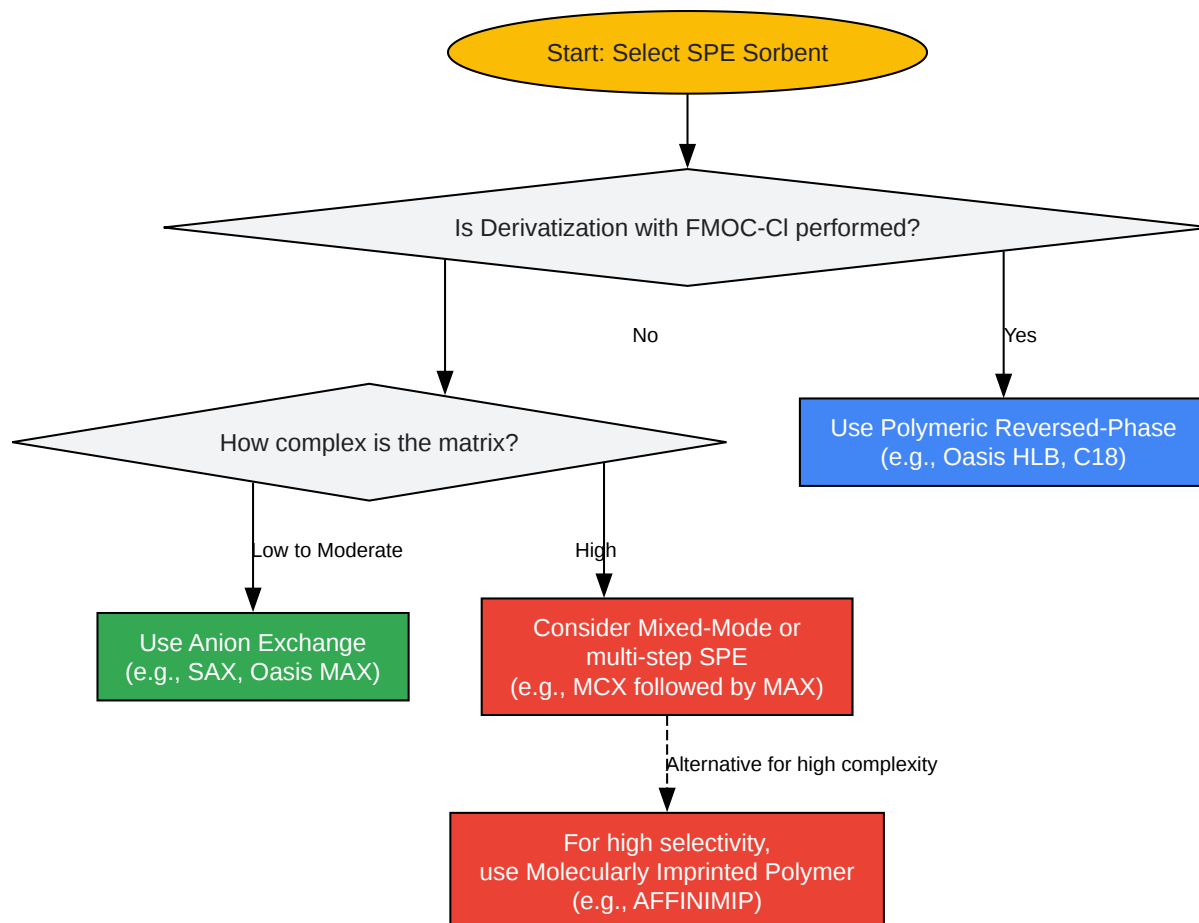 Start: Select SPE Sorbent
Is Derivatization with FMOC-Cl performed?
No
Yes
How complex is the matrix?
Use Polymeric Reversed-Phase
(e.g., Oasis HLB, C18)
Low to Moderate
High
Use Anion Exchange
(e.g., SAX, Oasis MAX)
Consider Mixed-Mode or
multi-step SPE
(e.g., MCX followed by MAX)
Alternative for high complexity
For high selectivity,
use Molecularly Imprinted Polymer
(e.g., AFFINIMIP)